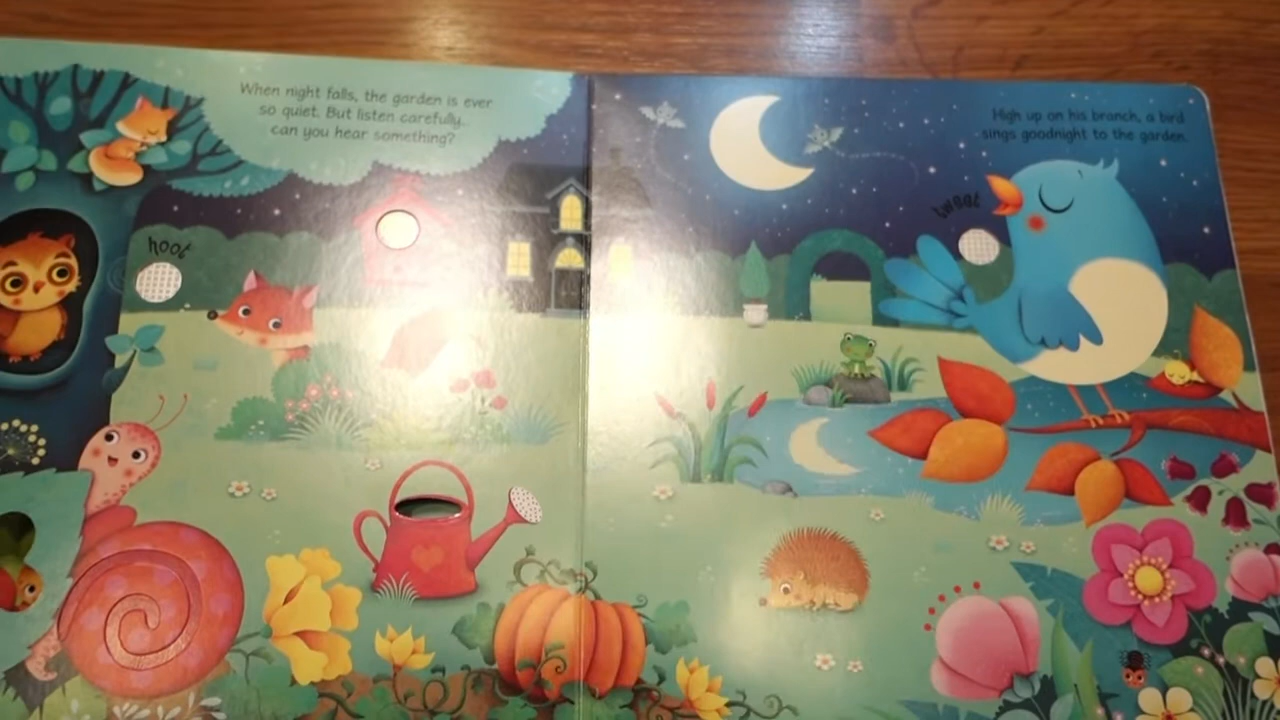 When night falls, the garden is ever
so quiet. But listen carefully...
can you hear something?
hoot
High up on his branch, a bird
sings goodnight to the garden.
tweet